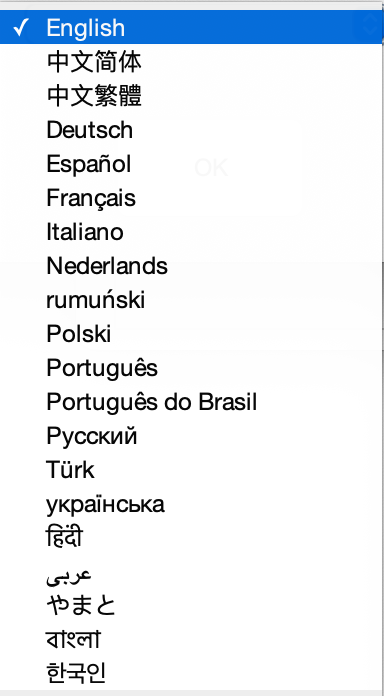 ✓ English
中文简体
中文繁體
Deutsch
Español
Français
Italiano
Nederlands
rumuński
Polski
Português
Português do Brasil
Русский
Türk
українська
हिंदी
عربى
やまと
বাংলা
한국인
OK